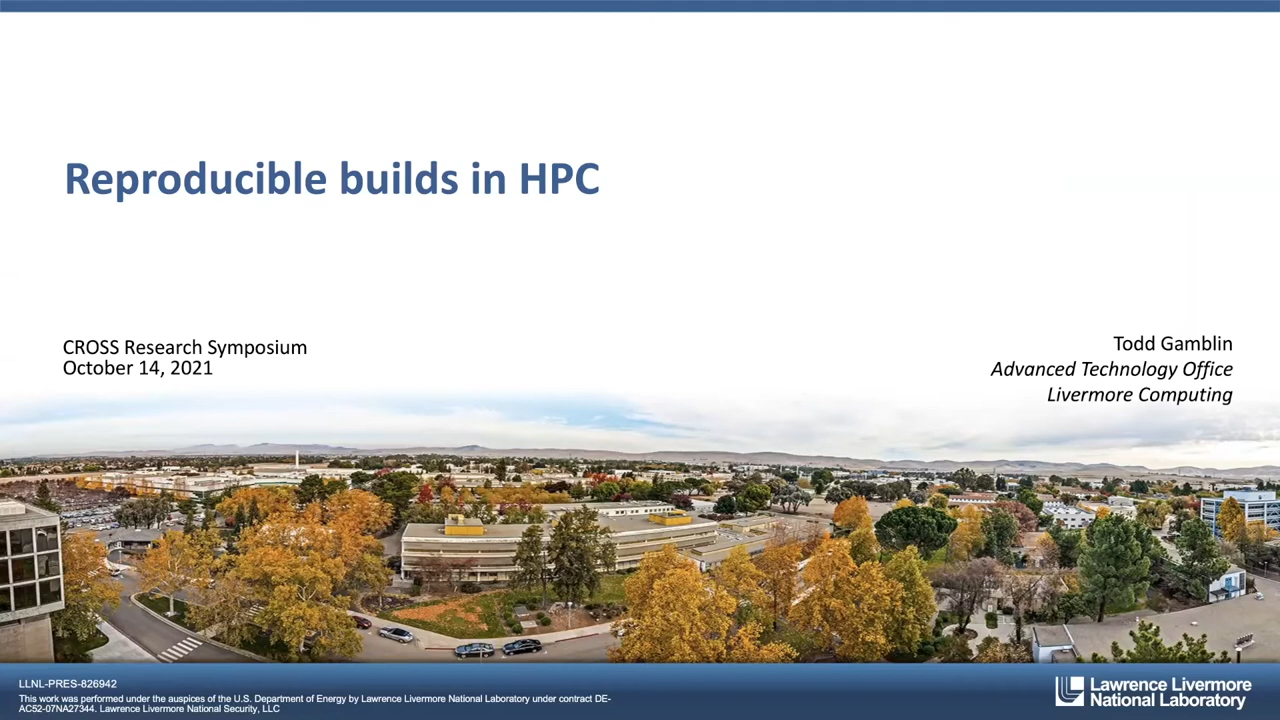 Reproducible builds in HPC
CROSS Research Symposium
October 14, 2021
Todd Gamblin
Advanced Technology Office
Livermore Computing
LLNL-PRES-826942
This work was performed under the auspices of the U.S. Department of Energy by Lawrence Livermore National Laboratory under contract DE-
AC52-07NA27344. Lawrence Livermore National Security, LLC
Lawrence Livermore
National Laboratory